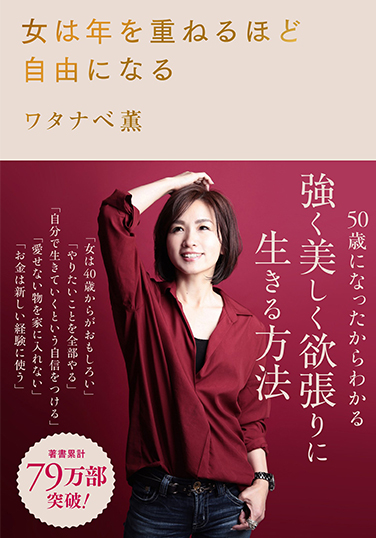 女は年を重ねるほど
自由になる
ワタナベ薫
50歳になったからわかる
強く美しく欲張りに
生きる方法
「女は40歳からがおもしろい」
「やりたいことを全部やる」
「自分で生きていくという自信をつける」
「愛せない物を家に入れない」
「お金は新しい経験に使う」
著書累計
79万部
突破!